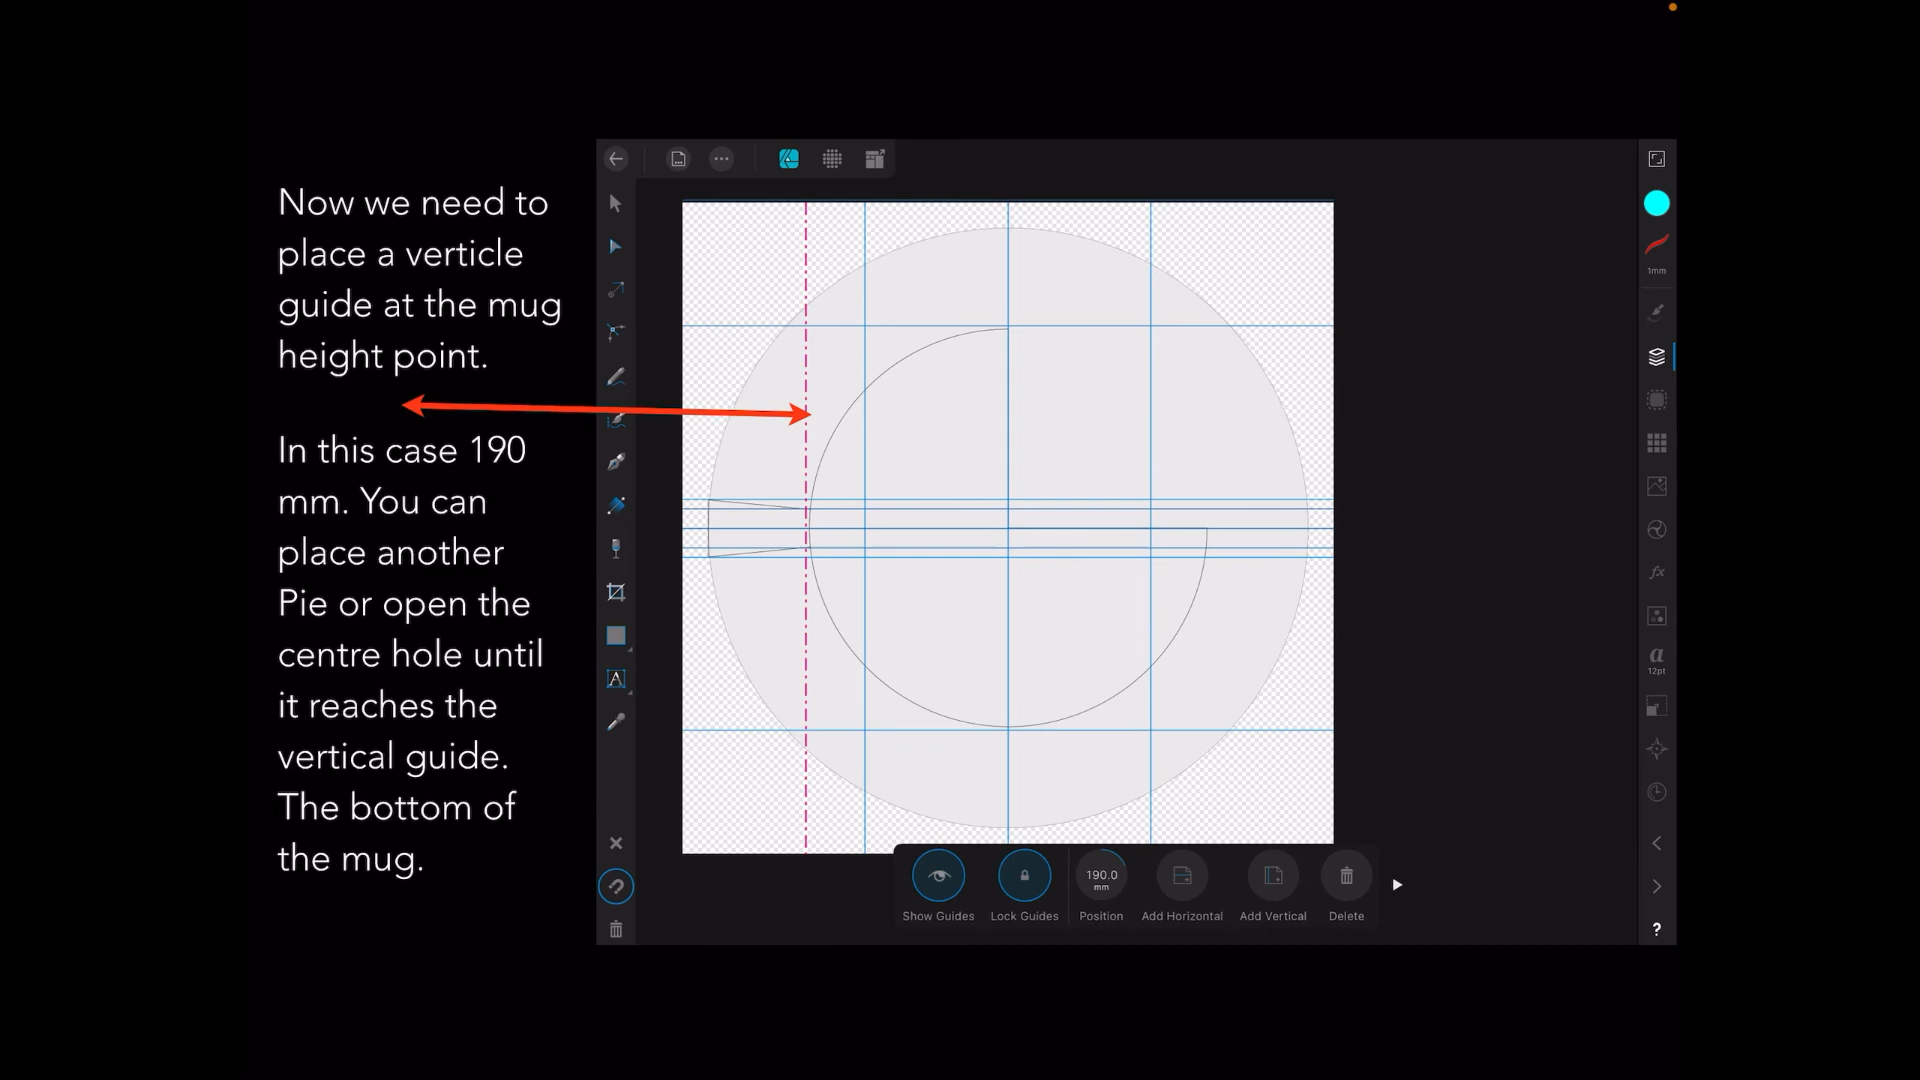 Now we need to
place a verticle
guide at the mug
height point.
In this case 190
mm. You can
place another
Pie or open the
centre hole until
it reaches the
vertical guide.
The bottom of
the mug.
1mm
fx
a
12pt
A
?
190.0
mm
Show Guides
Lock Guides
Position
Add Horizontal
Add Vertical
Delete